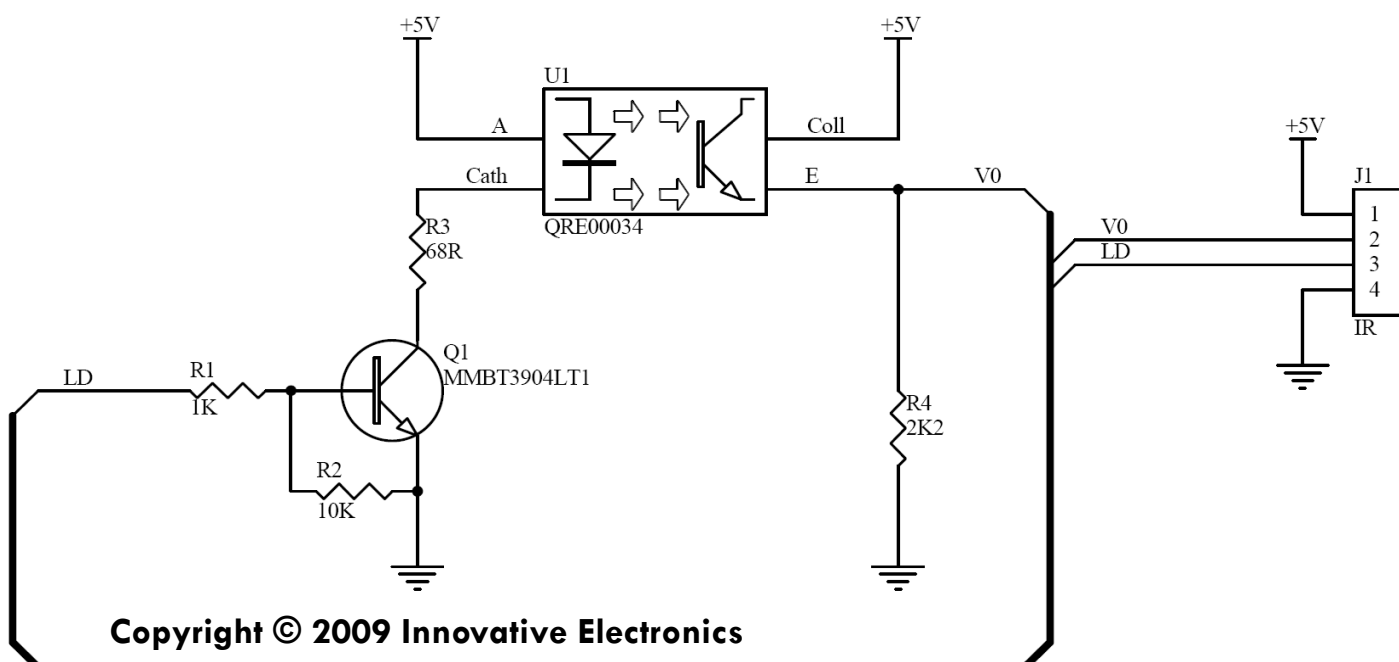 +5V
+5V
U1
A
Coll
+5V
Cath
E
V0
J1
QRE00034
1
R3
68R
V0
2
LD
3
4
IR
Q1
MMBT3904LT1
LD
R1
1K
R4
2K2
R2
10K
Copyright © 2009 Innovative Electronics